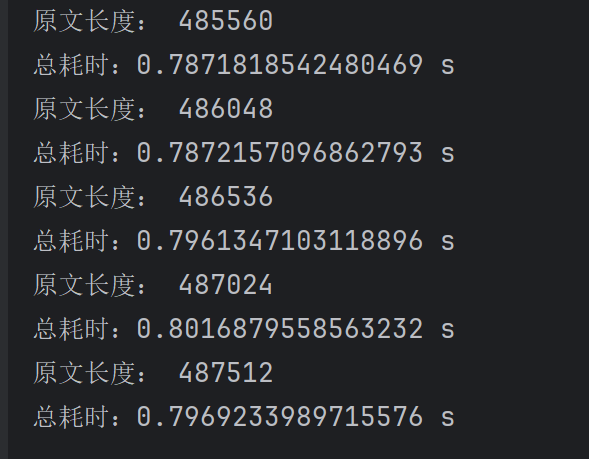 原文长度： 485560
总耗时：0.7871818542480469 s
原文长度： 486048
总耗时：0.7872157096862793 s
原文长度： 486536
总耗时：0.7961347103118896 s
原文长度： 487024
总耗时：0.8016879558563232 s
原文长度： 487512
总耗时：0.7969233989715576 s